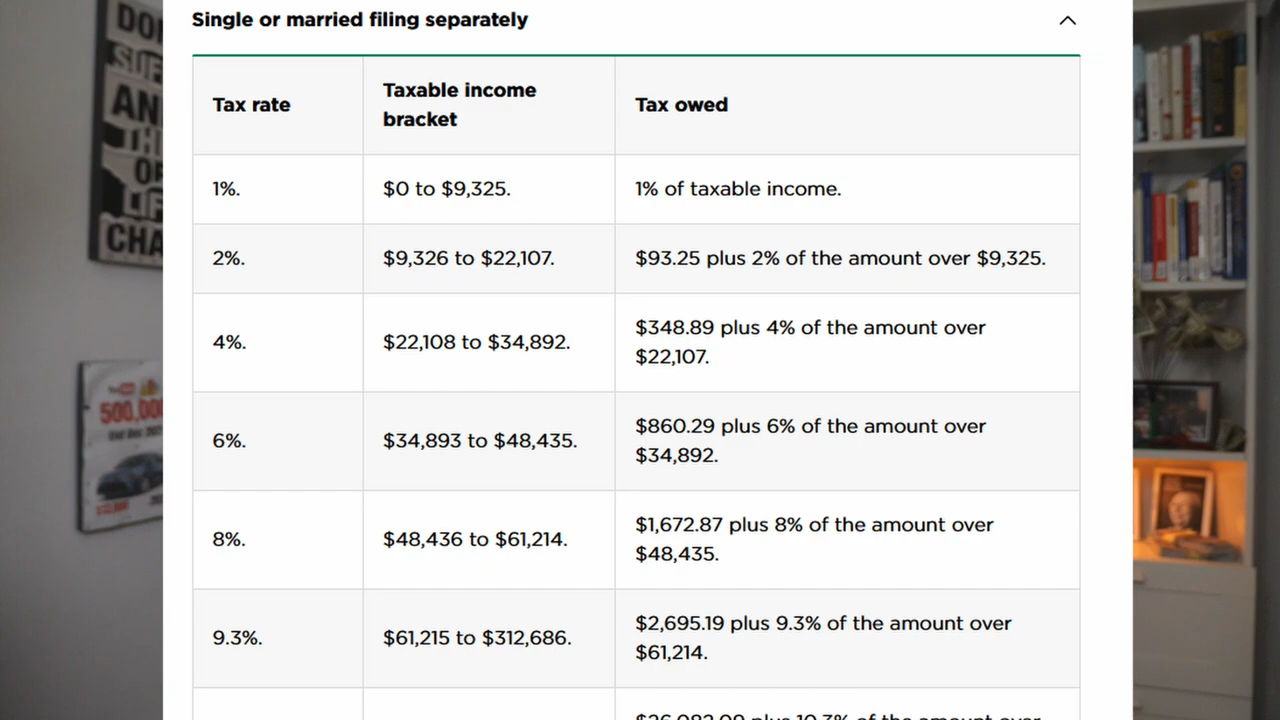 Single or married filing separately
Tax rate
Taxable income
bracket
Tax owed
1%.
$0 to $9,325.
1% of taxable income.
2%.
$9,326 to $22,107.
$93.25 plus 2% of the amount over $9,325.
4%.
$22,108 to $34,892.
$348.89 plus 4% of the amount over
$22,107.
6%.
$34,893 to $48,435.
$860.29 plus 6% of the amount over
$34,892.
8%.
$48,436 to $61,214.
$1,672.87 plus 8% of the amount over
$48,435.
9.3%.
$61,215 to $312,686.
$2,695.19 plus 9.3% of the amount over
$61,214.
500,000